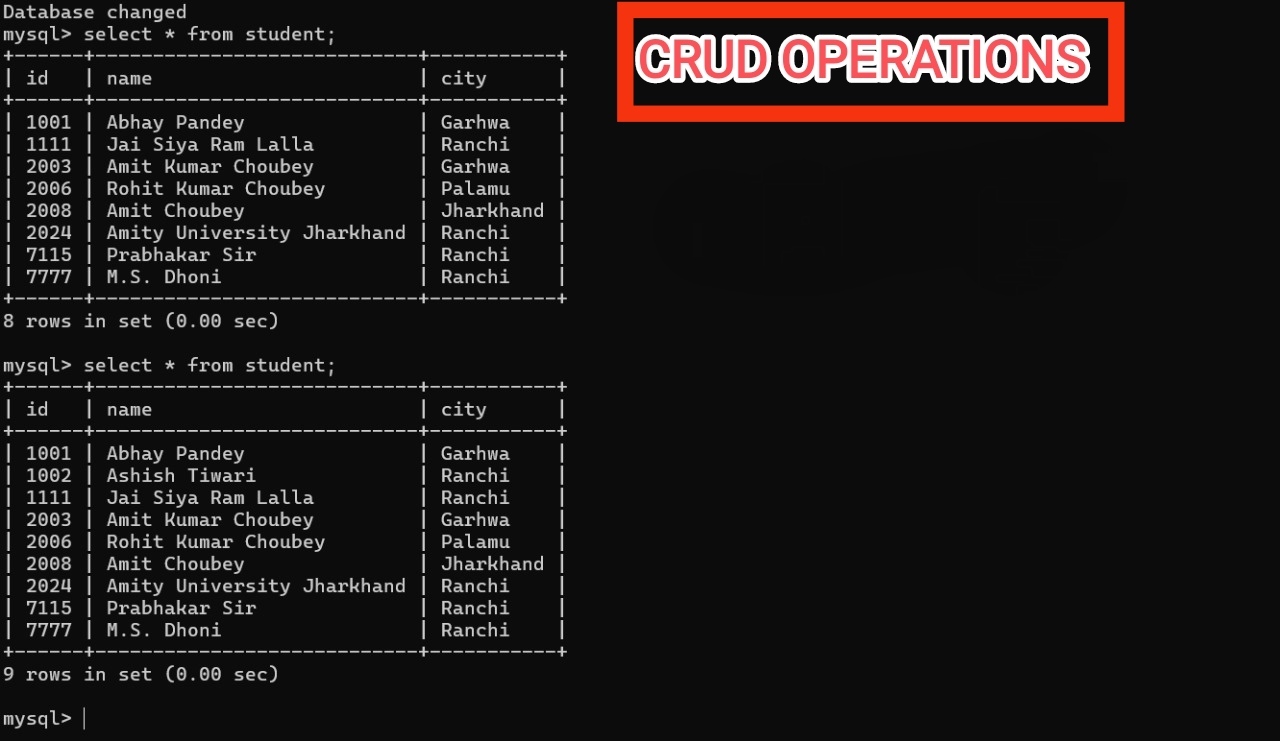 Database changed
CRUD OPERATIONS
mysql> select * from student;
+------+----------------------------+-----------+
| id   | name                       | city      |
+------+----------------------------+-----------+
| 1001 | Abhay Pandey               | Garhwa    |
| 1111 | Jai Siya Ram Lalla         | Ranchi    |
| 2003 | Amit Kumar Choubey         | Garhwa    |
| 2006 | Rohit Kumar Choubey        | Palamu    |
| 2008 | Amit Choubey               | Jharkhand |
| 2024 | Amity University Jharkhand | Ranchi    |
| 7115 | Prabhakar Sir              | Ranchi    |
| 7777 | M.S. Dhoni                 | Ranchi    |
+------+----------------------------+-----------+
8 rows in set (0.00 sec)
mysql> select * from student;
+------+----------------------------+-----------+
| id   | name                       | city      |
+------+----------------------------+-----------+
| 1001 | Abhay Pandey               | Garhwa    |
| 1002 | Ashish Tiwari              | Ranchi    |
| 1111 | Jai Siya Ram Lalla         | Ranchi    |
| 2003 | Amit Kumar Choubey         | Garhwa    |
| 2006 | Rohit Kumar Choubey        | Palamu    |
| 2008 | Amit Choubey               | Jharkhand |
| 2024 | Amity University Jharkhand | Ranchi    |
| 7115 | Prabhakar Sir              | Ranchi    |
| 7777 | M.S. Dhoni                 | Ranchi    |
+------+----------------------------+-----------+
9 rows in set (0.00 sec)
mysql>